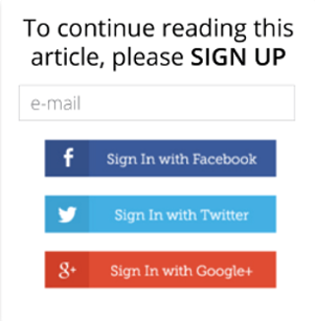 To continue reading this
article, please SIGN UP
e-mail
f Sign In with Facebook
Sign In with Twitter
g+ Sign In with Google+